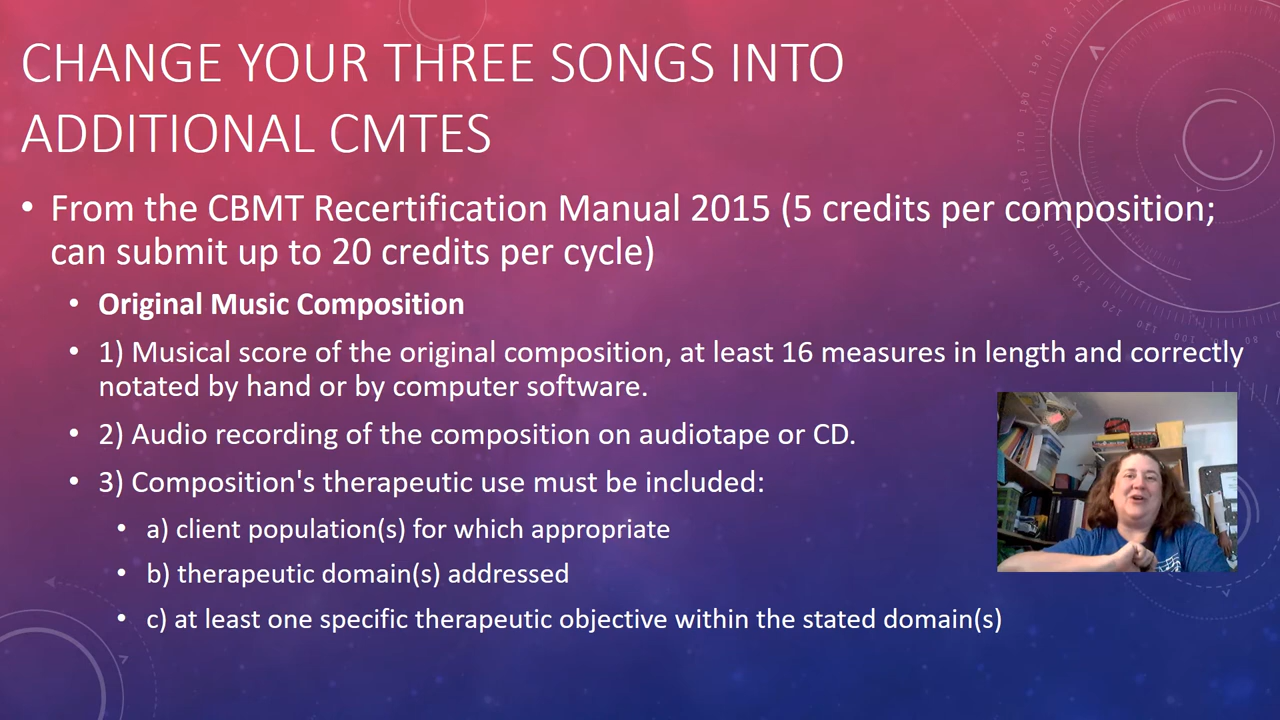 CHANGE YOUR THREE SONGS INTO
ADDITIONAL CMTES
• From the CBMT Recertification Manual 2015 (5 credits per composition;
can submit up to 20 credits per cycle)
• Original Music Composition
• 1) Musical score of the original composition, at least 16 measures in length and correctly
notated by hand or by computer software.
• 2) Audio recording of the composition on audiotape or CD.
• 3) Composition's therapeutic use must be included:
• a) client population(s) for which appropriate
• b) therapeutic domain(s) addressed
• c) at least one specific therapeutic objective within the stated domain(s)